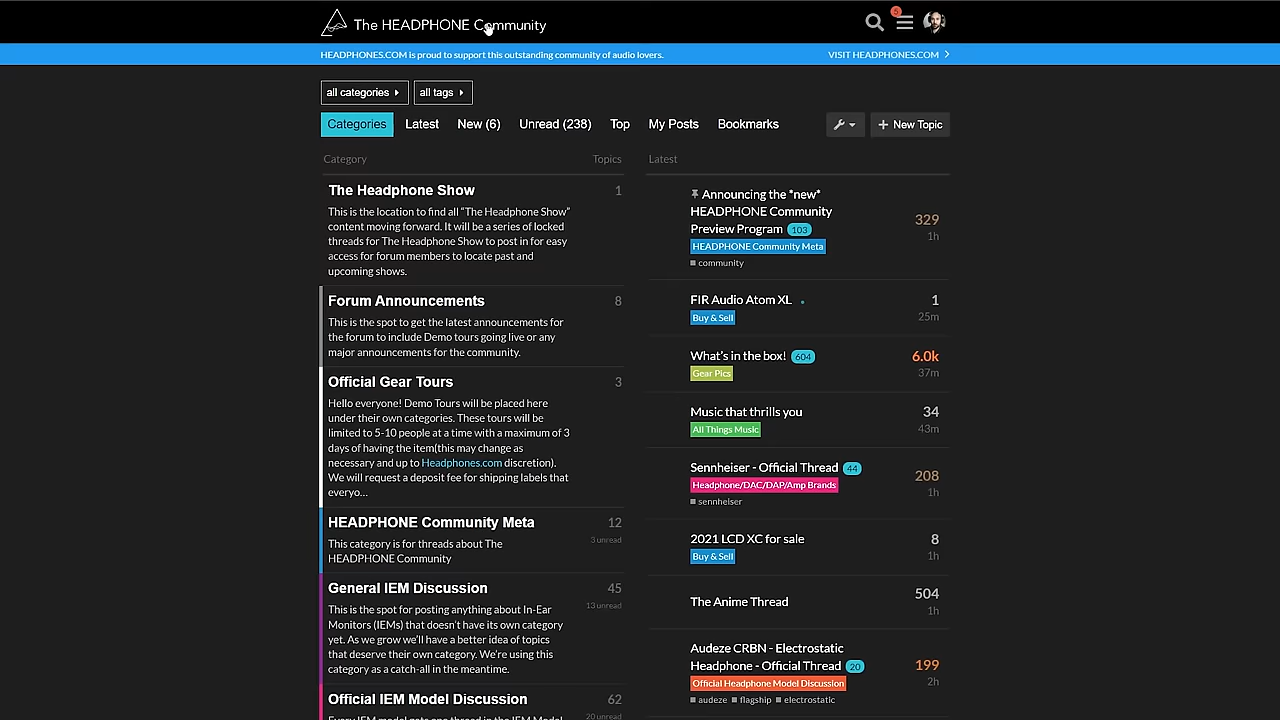 The HEADPHONE Community
5
HEADPHONES.COM is proud to support this outstanding community of audio lovers.
VISIT HEADPHONES.COM
all categories
all tags
Categories
Latest
New (6)
Unread (238)
Top
My Posts
Bookmarks
+ New Topic
Category
Topics
The Headphone Show
1
This is the location to find all “The Headphone Show”
content moving forward. It will be a series of locked
threads for The Headphone Show to post in for easy
access for forum members to locate past and
upcoming shows.
Forum Announcements
8
This is the spot to get the latest announcements for
the forum to include Demo tours going live or any
major announcements for the community.
Official Gear Tours
3
Hello everyone! Demo Tours will be placed here
under their own categories. These tours will be
limited to 5-10 people at a time with a maximum of 3
days of having the item(this may change as
necessary and up to Headphones.com discretion).
We will request a deposit fee for shipping labels that
everyo…
HEADPHONE Community Meta
12
This category is for threads about The
3 unread
HEADPHONE Community
General IEM Discussion
45
This is the spot for posting anything about In-Ear
13 unread
Monitors (IEMs) that doesn’t have its own category
yet. As we grow we’ll have a better idea of topics
that deserve their own category. We’re using this
category as a catch-all in the meantime.
Official IEM Model Discussion
62
Every IEM model gets one thread in the IEM Model
20 unread
Latest
Announcing the *new*
HEADPHONE Community
Preview Program 103
329
1h
HEADPHONE Community Meta
community
FIR Audio Atom XL
1
Buy & Sell
25m
What’s in the box! 604
6.0k
Gear Pics
37m
Music that thrills you
34
All Things Music
43m
Sennheiser - Official Thread 44
208
Headphone/DAC/DAP/Amp Brands
1h
sennheiser
2021 LCD XC for sale
8
Buy & Sell
1h
The Anime Thread
504
1h
Audeze CRBN - Electrostatic
Headphone - Official Thread 20
199
Official Headphone Model Discussion
2h
audeze flagship electrostatic